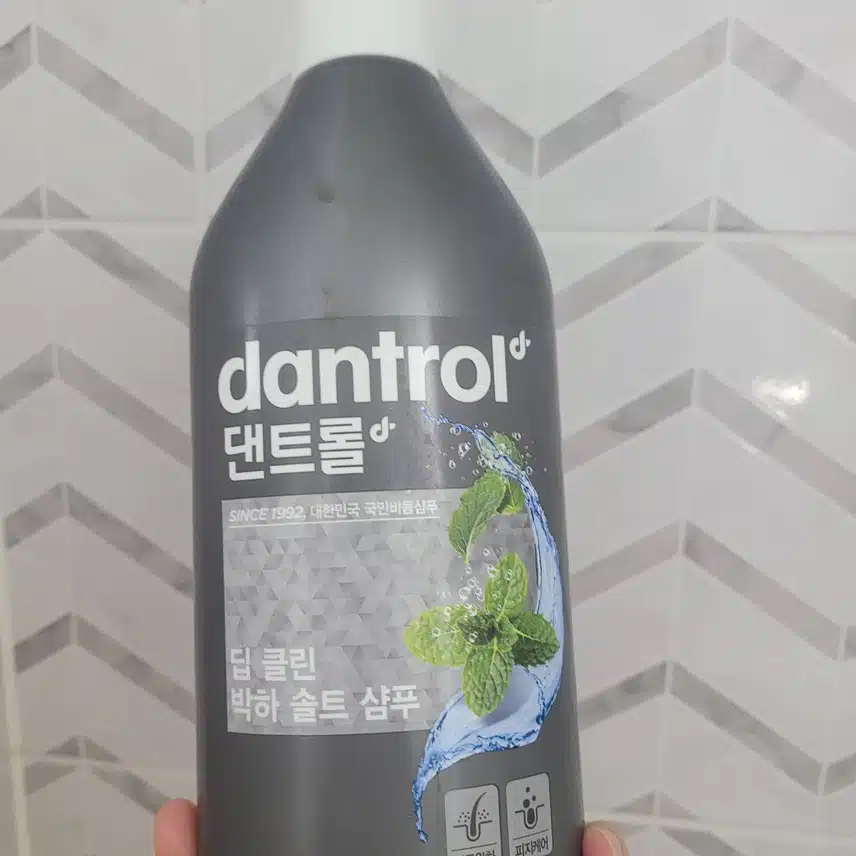 dantrol
댄트롤
SINCE 1992, 대한민국 국민비듬샴푸
딥 클린
박하 솔트 샴푸
피지케어